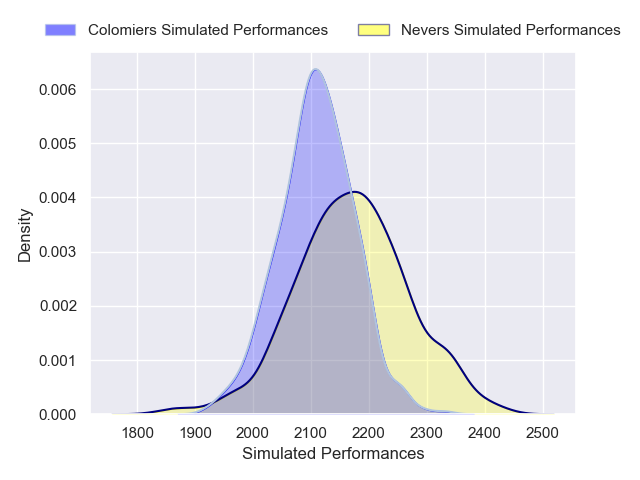 Colomiers Simulated Performances
Nevers Simulated Performances
0.006
0.005
0.004
0.003
0.002
0.001
0.000
Density
1800 1900 2000 2100 2200 2300 2400 2500
Simulated Performances